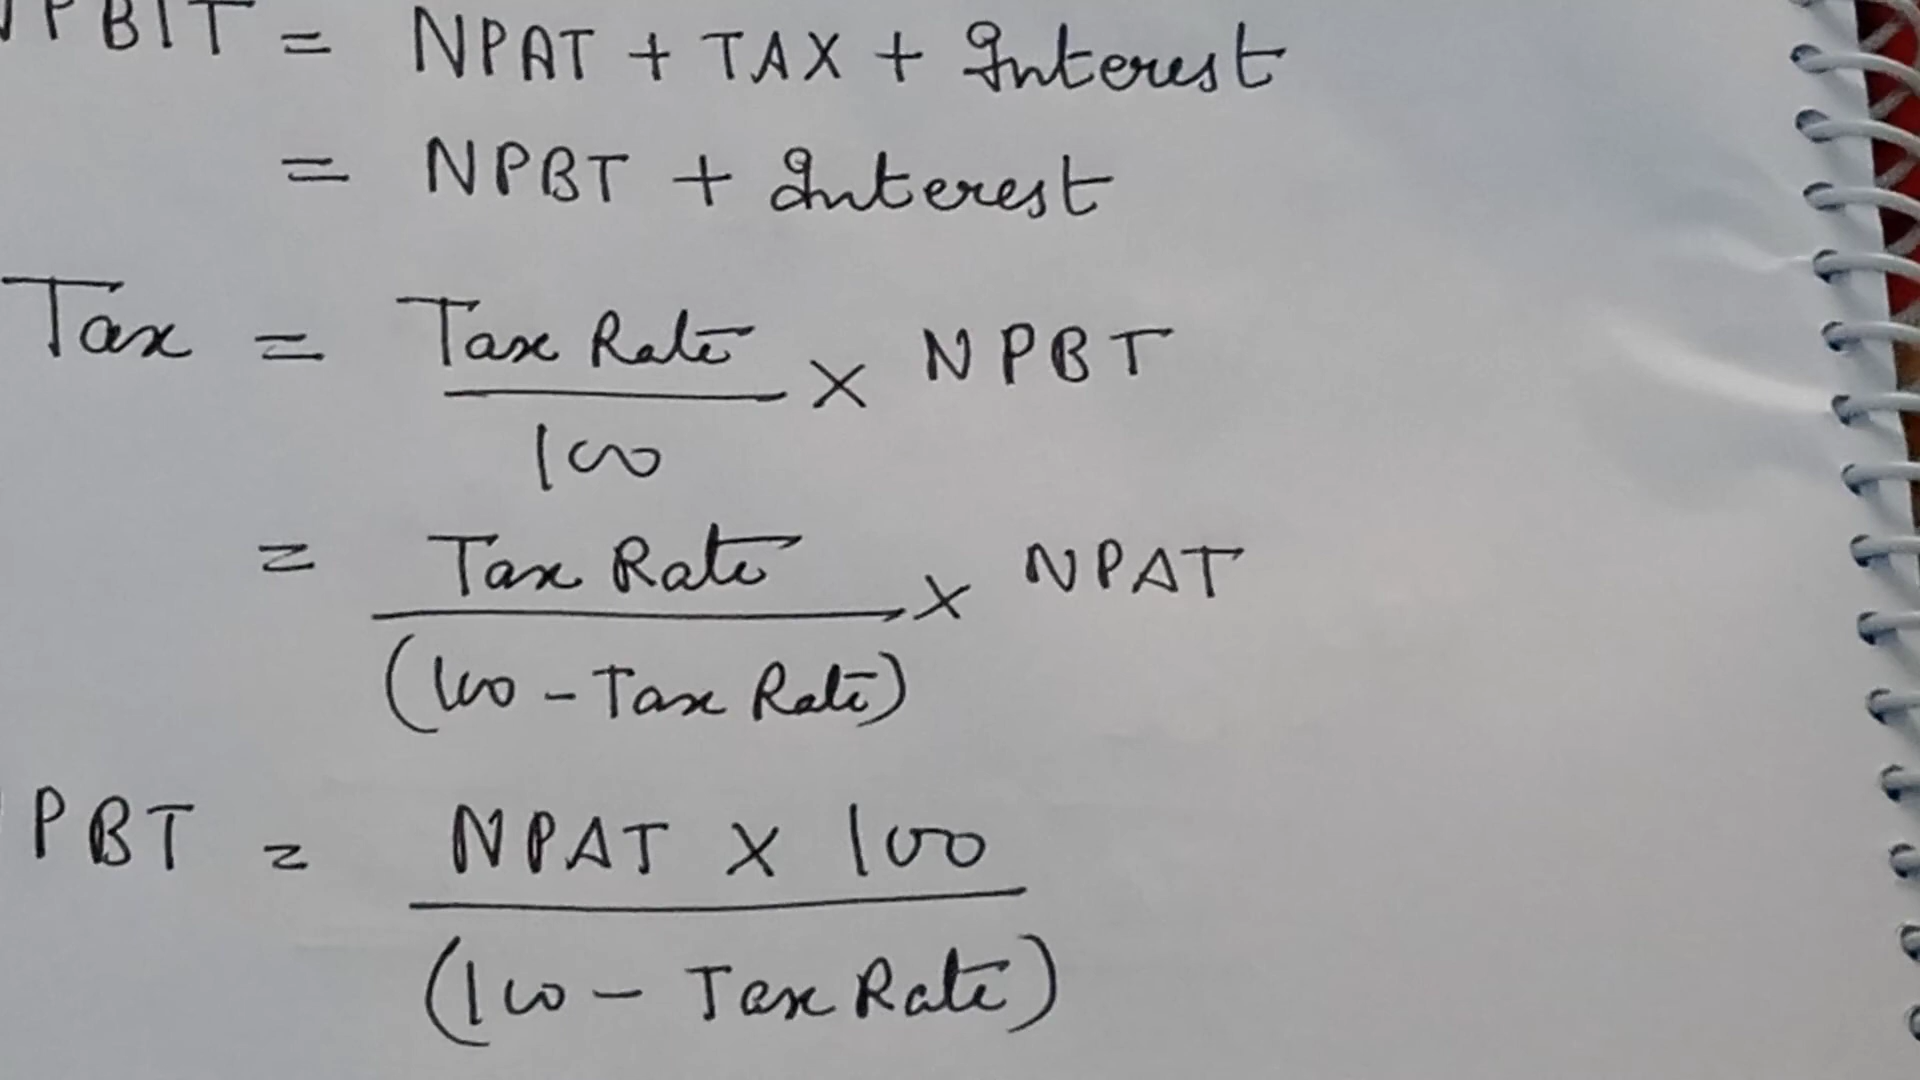 NPBIT = NPAT + TAX + Interest
= NPBT + Interest
Tax = Tax Rate / 100 × NPBT
= Tax Rate / (100 - Tax Rate) × NPAT
PBT = NPAT × 100 / (100 - Tax Rate)